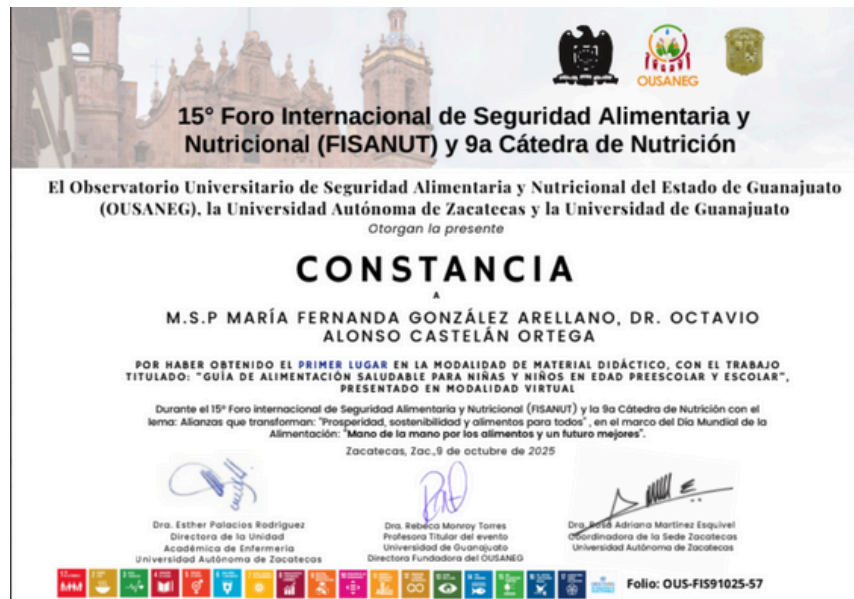 OUSANEG
15° Foro Internacional de Seguridad Alimentaria y
Nutricional (FISANUT) y 9a Cátedra de Nutrición
El Observatorio Universitario de Seguridad Alimentaria y Nutricional del Estado de Guanajuato
(OUSANEG), la Universidad Autónoma de Zacatecas y la Universidad de Guanajuato
Otorgan la presente
CONSTANCIA
A
M.S.P MARÍA FERNANDA GONZÁLEZ ARELLANO, DR. OCTAVIO
ALONSO CASTELÁN ORTEGA
POR HABER OBTENIDO EL PRIMER LUGAR EN LA MODALIDAD DE MATERIAL DIDÁCTICO, CON EL TRABAJO
TITULADO: "GUÍA DE ALIMENTACIÓN SALUDABLE PARA NIÑAS Y NIÑOS EN EDAD PREESCOLAR Y ESCOLAR",
PRESENTADO EN MODALIDAD VIRTUAL
Durante el 15° Foro internacional de Seguridad Alimentaria y Nutricional (FISANUT) y la 9a Cátedra de Nutrición con el
lema: Alianzas que transforman: "Prosperidad, sostenibilidad y alimentos para todos" , en el marco del Día Mundial de la
Alimentación: "Mano de la mano por los alimentos y un futuro mejores".
Zacatecas, Zac.,9 de octubre de 2025
Dra. Esther Palacios Rodríguez
Directora de la Unidad
Académica de Enfermería
Universidad Autónoma de Zacatecas
Dra. Rebeca Monroy Torres
Profesora Titular del evento
Universidad de Guanajuato
Directora Fundadora del OUSANEG
Dra. Rosa Adriana Martínez Esquivel
Coordinadora de la Sede Zacatecas
Universidad Autónoma de Zacatecas
Folio: OUS-FIS91025-57